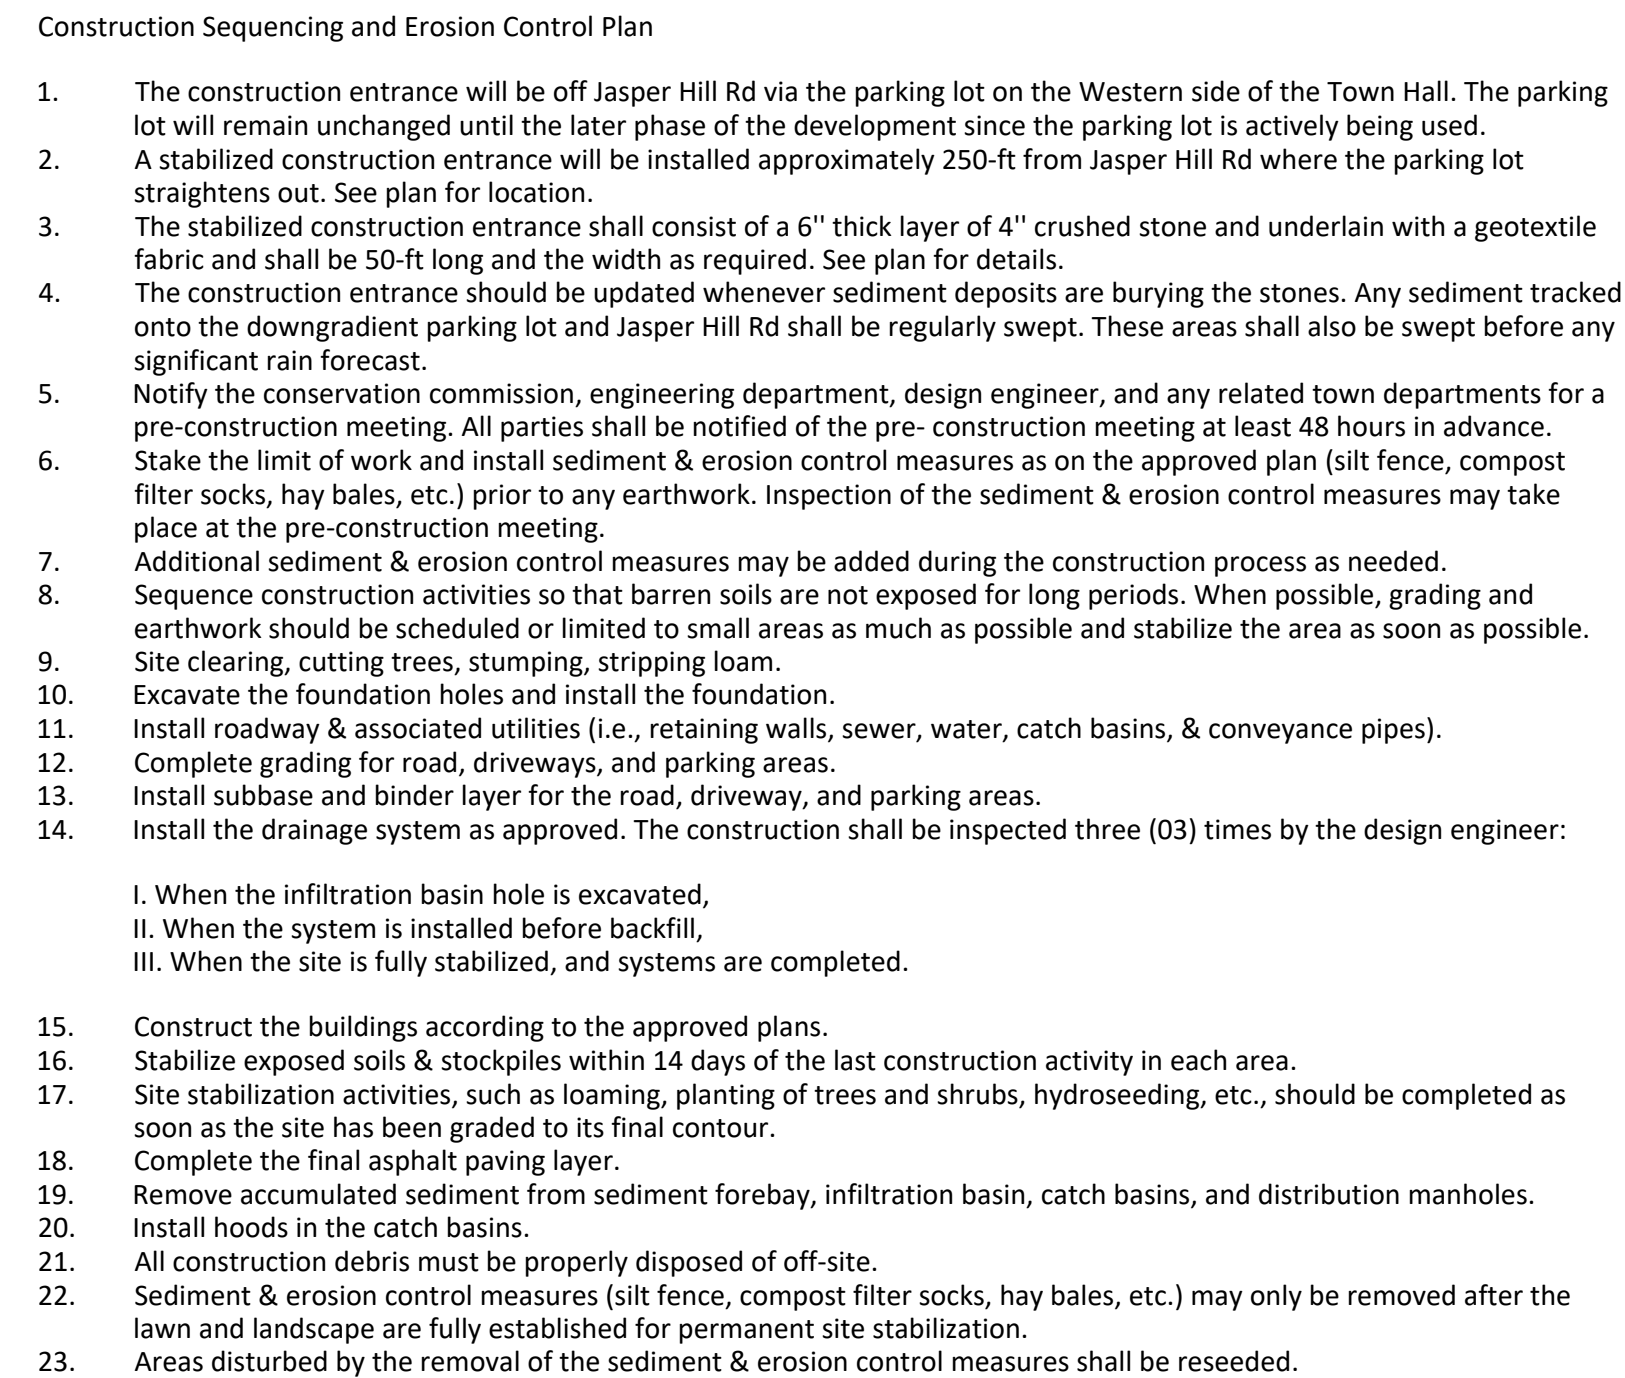 Construction Sequencing and Erosion Control Plan
1. The construction entrance will be off Jasper Hill Rd via the parking lot on the Western side of the Town Hall. The parking
lot will remain unchanged until the later phase of the development since the parking lot is actively being used.
2. A stabilized construction entrance will be installed approximately 250-ft from Jasper Hill Rd where the parking lot
straightens out. See plan for location.
3. The stabilized construction entrance shall consist of a 6'' thick layer of 4'' crushed stone and underlain with a geotextile
fabric and shall be 50-ft long and the width as required. See plan for details.
4. The construction entrance should be updated whenever sediment deposits are burying the stones. Any sediment tracked
onto the downgradient parking lot and Jasper Hill Rd shall be regularly swept. These areas shall also be swept before any
significant rain forecast.
5. Notify the conservation commission, engineering department, design engineer, and any related town departments for a
pre-construction meeting. All parties shall be notified of the pre- construction meeting at least 48 hours in advance.
6. Stake the limit of work and install sediment & erosion control measures as on the approved plan (silt fence, compost
filter socks, hay bales, etc.) prior to any earthwork. Inspection of the sediment & erosion control measures may take
place at the pre-construction meeting.
7. Additional sediment & erosion control measures may be added during the construction process as needed.
8. Sequence construction activities so that barren soils are not exposed for long periods. When possible, grading and
earthwork should be scheduled or limited to small areas as much as possible and stabilize the area as soon as possible.
9. Site clearing, cutting trees, stumping, stripping loam.
10. Excavate the foundation holes and install the foundation.
11. Install roadway & associated utilities (i.e., retaining walls, sewer, water, catch basins, & conveyance pipes).
12. Complete grading for road, driveways, and parking areas.
13. Install subbase and binder layer for the road, driveway, and parking areas.
14. Install the drainage system as approved. The construction shall be inspected three (03) times by the design engineer:
I. When the infiltration basin hole is excavated,
II. When the system is installed before backfill,
III. When the site is fully stabilized, and systems are completed.
15. Construct the buildings according to the approved plans.
16. Stabilize exposed soils & stockpiles within 14 days of the last construction activity in each area.
17. Site stabilization activities, such as loaming, planting of trees and shrubs, hydroseeding, etc., should be completed as
soon as the site has been graded to its final contour.
18. Complete the final asphalt paving layer.
19. Remove accumulated sediment from sediment forebay, infiltration basin, catch basins, and distribution manholes.
20. Install hoods in the catch basins.
21. All construction debris must be properly disposed of off-site.
22. Sediment & erosion control measures (silt fence, compost filter socks, hay bales, etc.) may only be removed after the
lawn and landscape are fully established for permanent site stabilization.
23. Areas disturbed by the removal of the sediment & erosion control measures shall be reseeded.